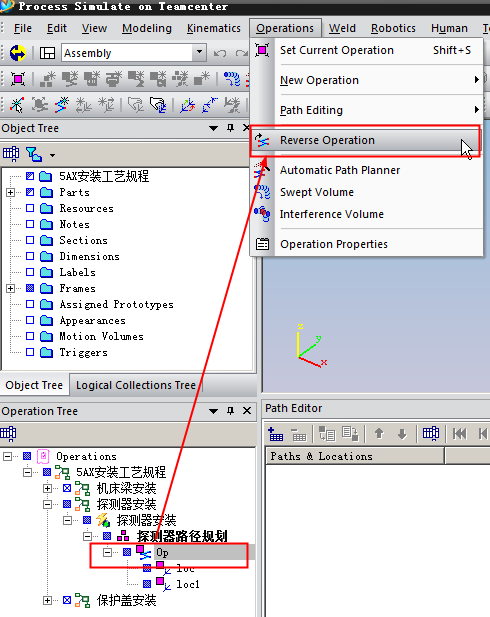 Process Simulate on Teamcenter
File Edit View Modeling Kinematics Operations Weld Robotics Human
Assembly
Set Current Operation Shift+S
New Operation
Path Editing
Reverse Operation
Automatic Path Planner
Swept Volume
Interference Volume
Operation Properties
Object Tree
5AX安装工艺规程
Parts
Resources
Notes
Sections
Dimensions
Labels
Frames
Assigned Prototypes
Appearances
Motion Volumes
Triggers
z
y
x
Object Tree Logical Collections Tree
Operation Tree
Operations
5AX安装工艺规程
机床梁安装
探测器安装
探测器安装
探测器路径规划
Op
loc
loc1
保护盖安装
Path Editor
Paths & Locations